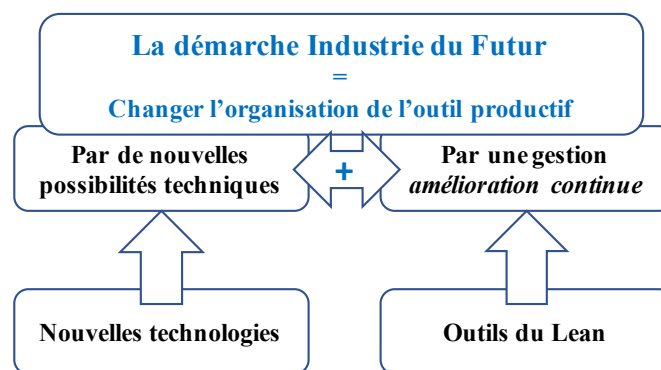 La démarche Industrie du Futur
=
Changer l'organisation de l'outil productif
Par de nouvelles
possibilités techniques
+
Par une gestion
amélioration continue
Nouvelles technologies
Outils du Lean